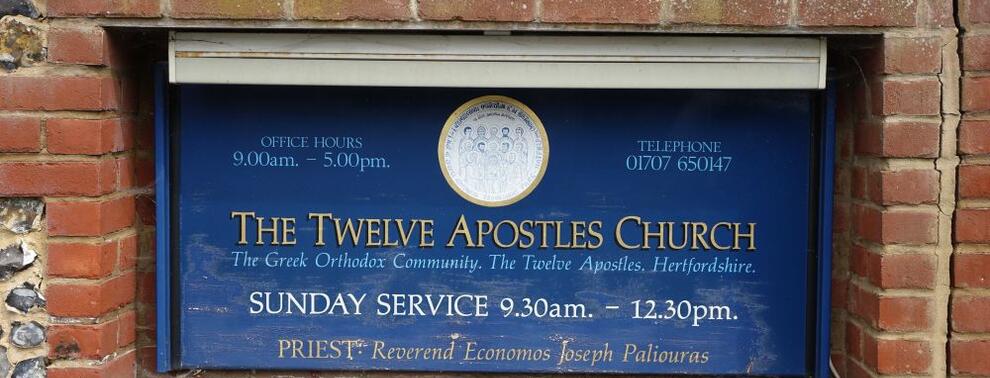 OFFICE HOURS
9.00am. – 5.00pm.
TELEPHONE
01707 650147
THE TWELVE APOSTLES CHURCH
The Greek Orthodox Community. The Twelve Apostles. Hertfordshire.
SUNDAY SERVICE 9.30am. – 12.30pm.
PRIEST: Reverend Economos Joseph Paliouras